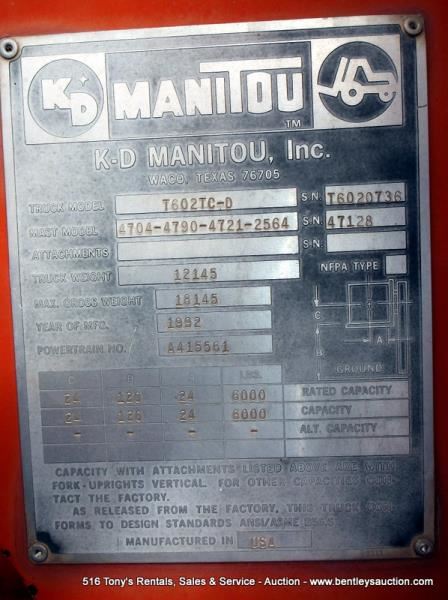 KD MANITOU TM
K-D MANITOU, Inc.
WACO, TEXAS 76705
TRUCK MODEL T602TC-D S.N. T6020736
MAST MODEL 4704-4790-4721-2564 S.N. 47128
ATTACHMENTS S.N.
TRUCK WEIGHT 12145 NFPA TYPE
MAX. GROSS WEIGHT 18145
YEAR OF MFG. 1992
POWERTRAIN NO. A415561
C
B
A
GROUND
LBS.
24 126 24 6000 RATED CAPACITY
24 126 24 6000 CAPACITY
- - - - ALT. CAPACITY
CAPACITY WITH ATTACHMENTS LISTED ABOVE ARE WITH
FORK-UPRIGHTS VERTICAL. FOR OTHER CAPACITIES CON-
TACT THE FACTORY.
AS RELEASED FROM THE FACTORY, THIS TRUCK CON-
FORMS TO DESIGN STANDARDS ANSI/ASME B56.6
MANUFACTURED IN USA
516 Tony's Rentals, Sales & Service - Auction - www.bentleysauction.com